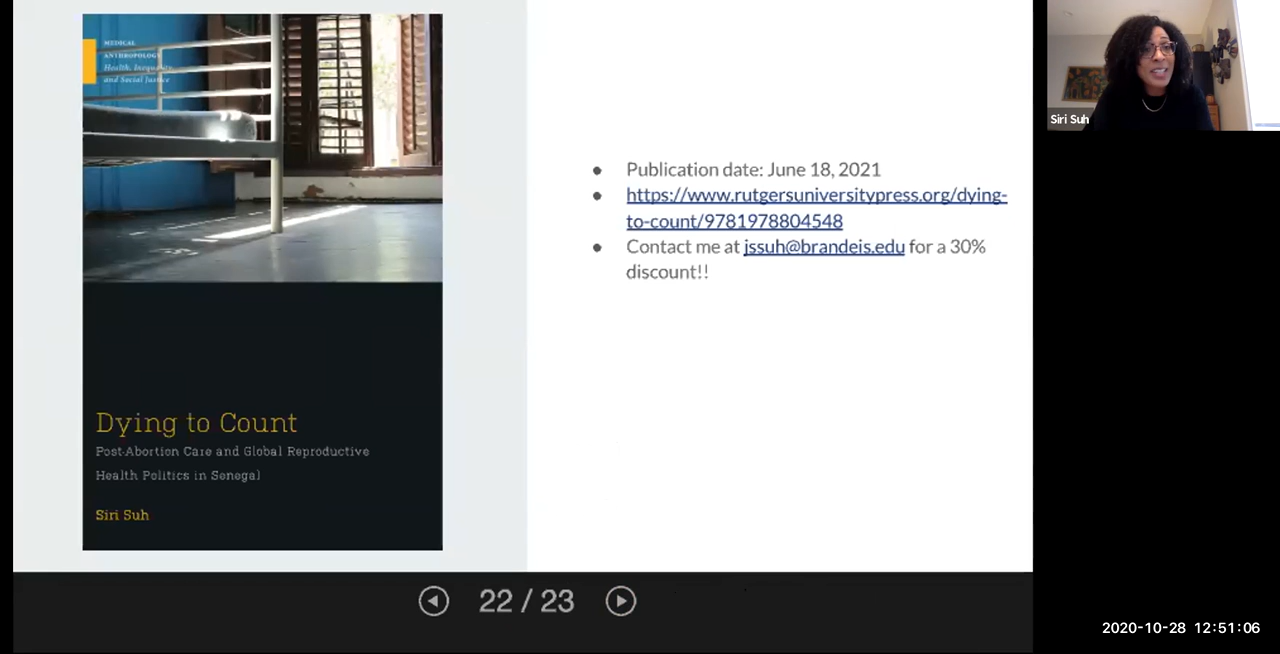 MEDICAL
ANTHROPOLOGY
Health, Inequality,
and Social Justice
Dying to Count
Post-Abortion Care and Global Reproductive
Health Politics in Senegal
Siri Suh
Publication date: June 18, 2021
https://www.rutgersuniversitypress.org/dying-
to-count/9781978804548
Contact me at jssuh@brandeis.edu for a 30%
discount!!
22 / 23
Siri Suh
2020-10-28 12:51:06